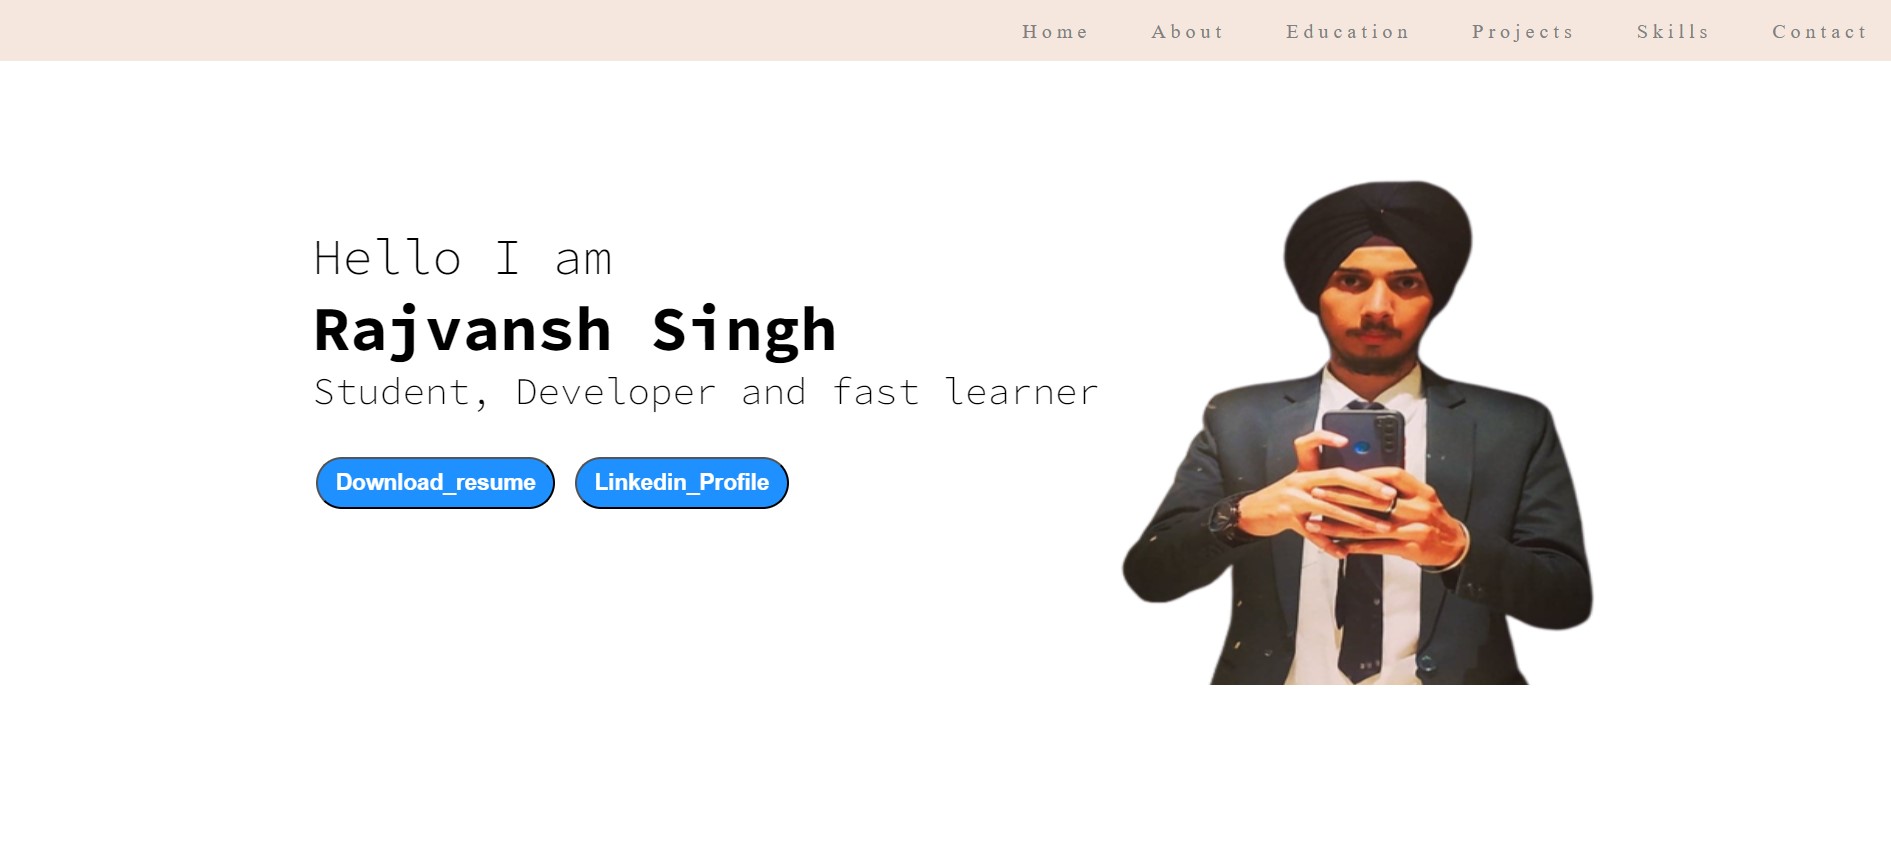 Home About Education Projects Skills Contact
Hello I am
Rajvansh Singh
Student, Developer and fast learner
Download_resume Linkedin_Profile